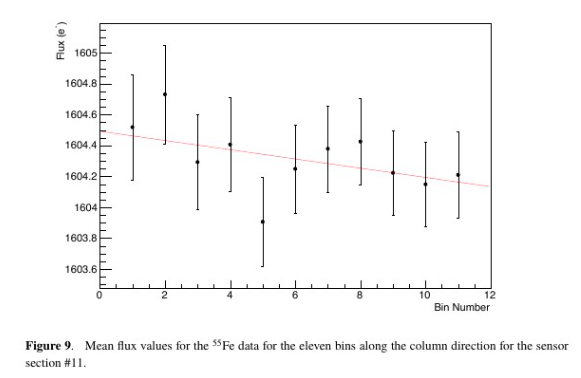 Flux (e⁻)
1605
1604.8
1604.6
1604.4
1604.2
1604
1603.8
1603.6
0 2 4 6 8 10 12
Bin Number
Figure 9. Mean flux values for the ⁵⁵Fe data for the eleven bins along the column direction for the sensor
section #11.